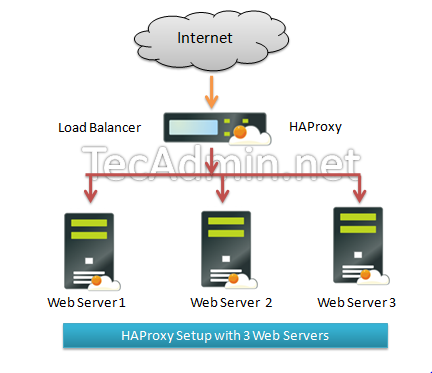 Internet
Load Balancer
HAProxy
TecAdmin.net
Web Server 1
Web Server 2
Web Server 3
HAProxy Setup with 3 Web Servers